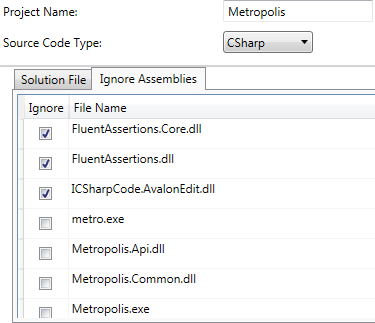 Project Name: Metropolis
Source Code Type: CSharp
Solution File Ignore Assemblies
Ignore File Name
FluentAssertions.Core.dll
FluentAssertions.dll
ICSharpCode.AvalonEdit.dll
metro.exe
Metropolis.Api.dll
Metropolis.Common.dll
Metropolis.exe